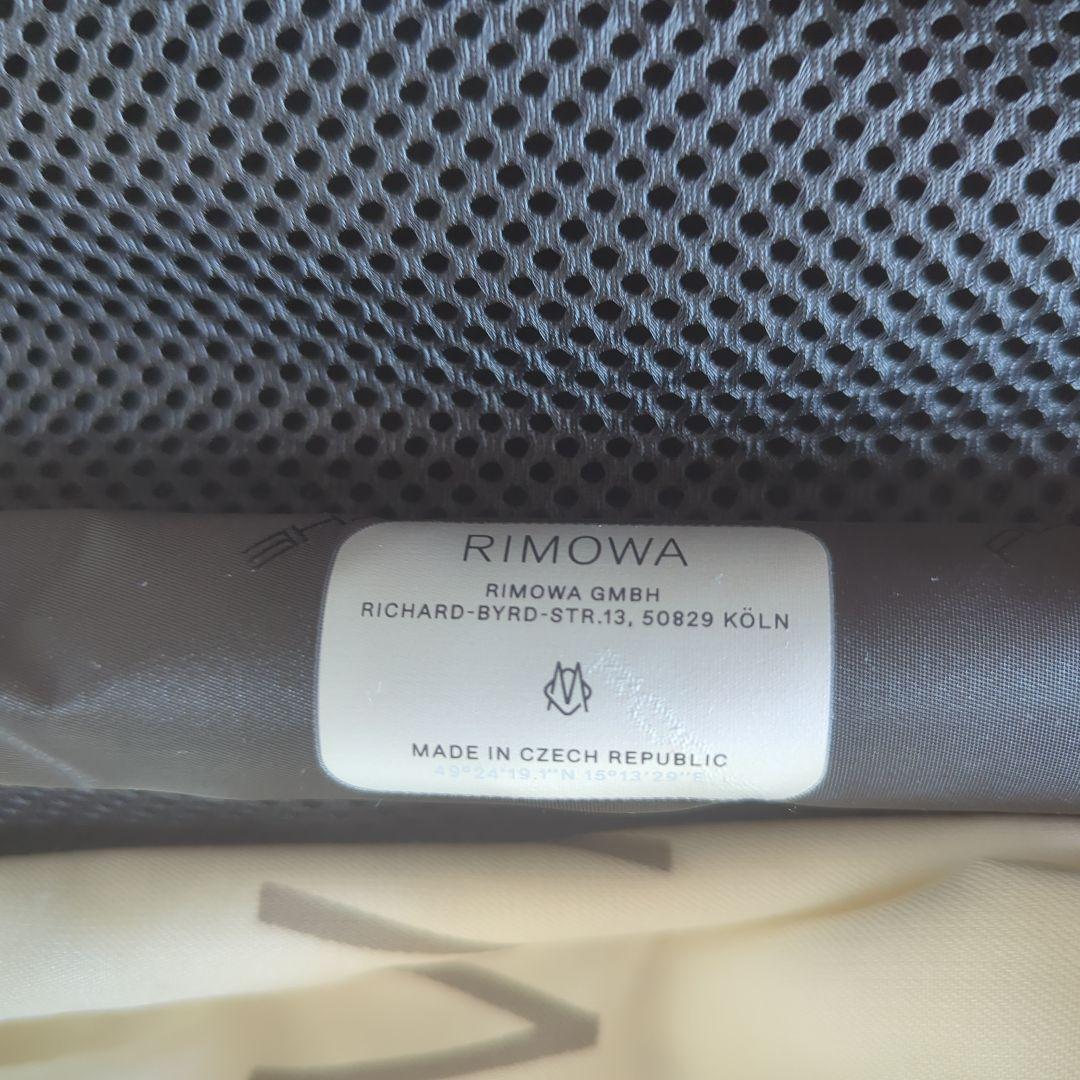 RIMOWA
RIMOWA GMBH
RICHARD-BYRD-STR.13, 50829 KÖLN
MADE IN CZECH REPUBLIC
49°24'19.1"N 15°13'29"E